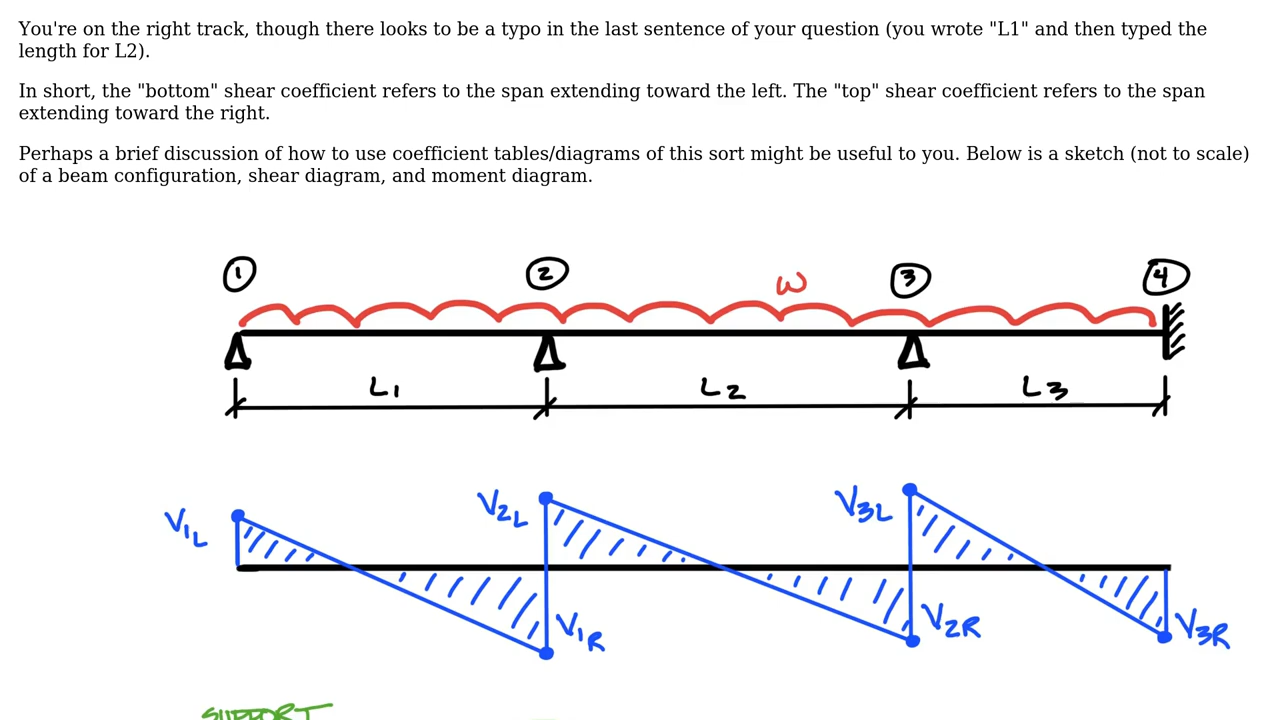 You're on the right track, though there looks to be a typo in the last sentence of your question (you wrote "L1" and then typed the
length for L2).
In short, the "bottom" shear coefficient refers to the span extending toward the left. The "top" shear coefficient refers to the span
extending toward the right.
Perhaps a brief discussion of how to use coefficient tables/diagrams of this sort might be useful to you. Below is a sketch (not to scale)
of a beam configuration, shear diagram, and moment diagram.
1 2 3 4
w
L1 L2 L3
V1L V2L V3L
V1R V2R V3R
SUPPORT